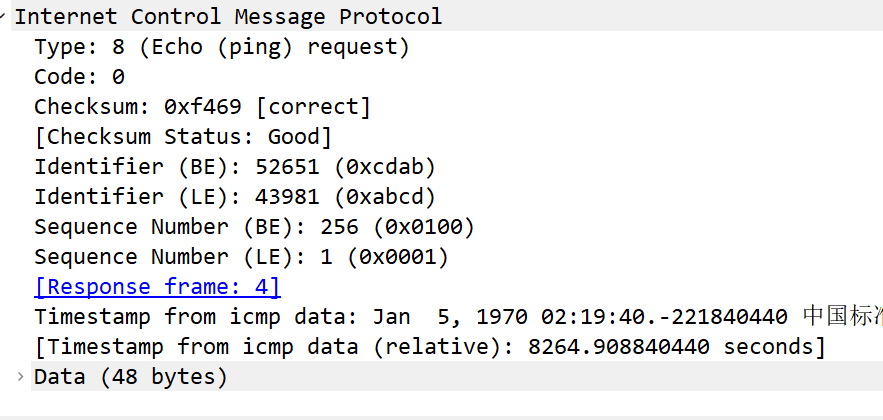 Internet Control Message Protocol
Type: 8 (Echo (ping) request)
Code: 0
Checksum: 0xf469 [correct]
[Checksum Status: Good]
Identifier (BE): 52651 (0xcdab)
Identifier (LE): 43981 (0xabcd)
Sequence Number (BE): 256 (0x0100)
Sequence Number (LE): 1 (0x0001)
[Response frame: 4]
Timestamp from icmp data: Jan  5, 1970 02:19:40.-221840440 中国标准
[Timestamp from icmp data (relative): 8264.908840440 seconds]
Data (48 bytes)